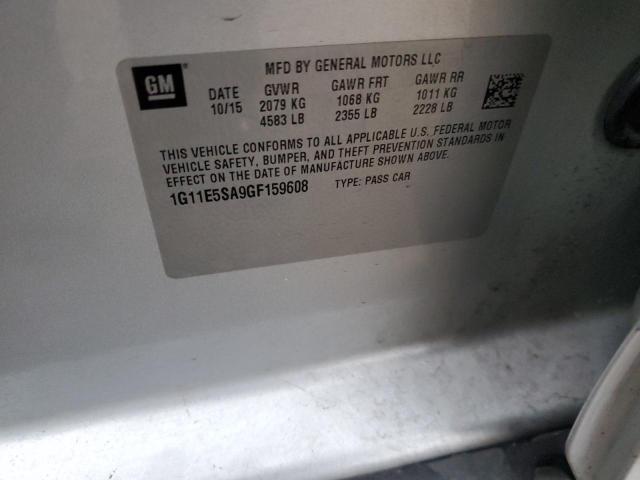 GM
MFD BY GENERAL MOTORS LLC
DATE GVWR GAWR FRT GAWR RR
10/15 2079 KG 1068 KG 1011 KG
4583 LB 2355 LB 2228 LB
THIS VEHICLE CONFORMS TO ALL APPLICABLE U.S. FEDERAL MOTOR
VEHICLE SAFETY, BUMPER, AND THEFT PREVENTION STANDARDS IN
EFFECT ON THE DATE OF MANUFACTURE SHOWN ABOVE.
1G11E5SA9GF159608 TYPE: PASS CAR